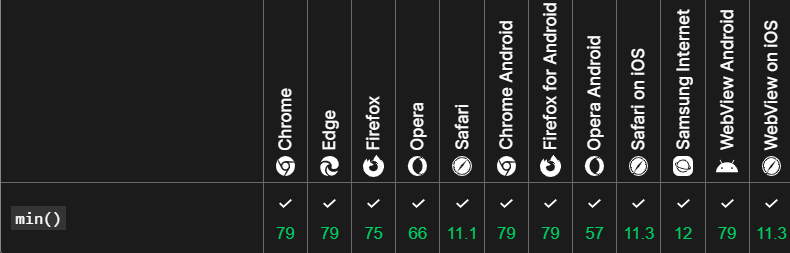 Chrome
Edge
Firefox
Opera
Safari
Chrome Android
Firefox for Android
Opera Android
Safari on iOS
Samsung Internet
WebView Android
WebView on iOS
min()
79 79 75 66 11.1 79 79 57 11.3 12 79 11.3